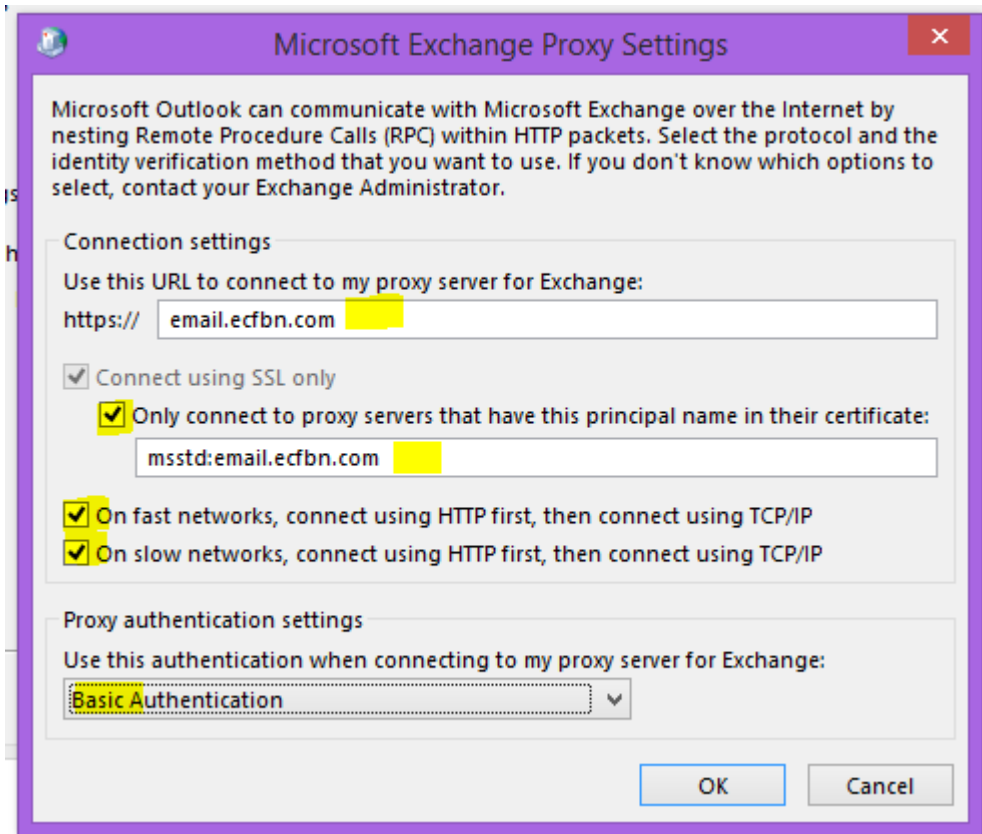 Microsoft Exchange Proxy Settings
Microsoft Outlook can communicate with Microsoft Exchange over the Internet by
nesting Remote Procedure Calls (RPC) within HTTP packets. Select the protocol and the
identity verification method that you want to use. If you don't know which options to
select, contact your Exchange Administrator.
gs
h
Connection settings
Use this URL to connect to my proxy server for Exchange:
https:// email.ecfbn.com
Connect using SSL only
Only connect to proxy servers that have this principal name in their certificate:
msstd:email.ecfbn.com
On fast networks, connect using HTTP first, then connect using TCP/IP
On slow networks, connect using HTTP first, then connect using TCP/IP
Proxy authentication settings
Use this authentication when connecting to my proxy server for Exchange:
Basic Authentication
OK Cancel